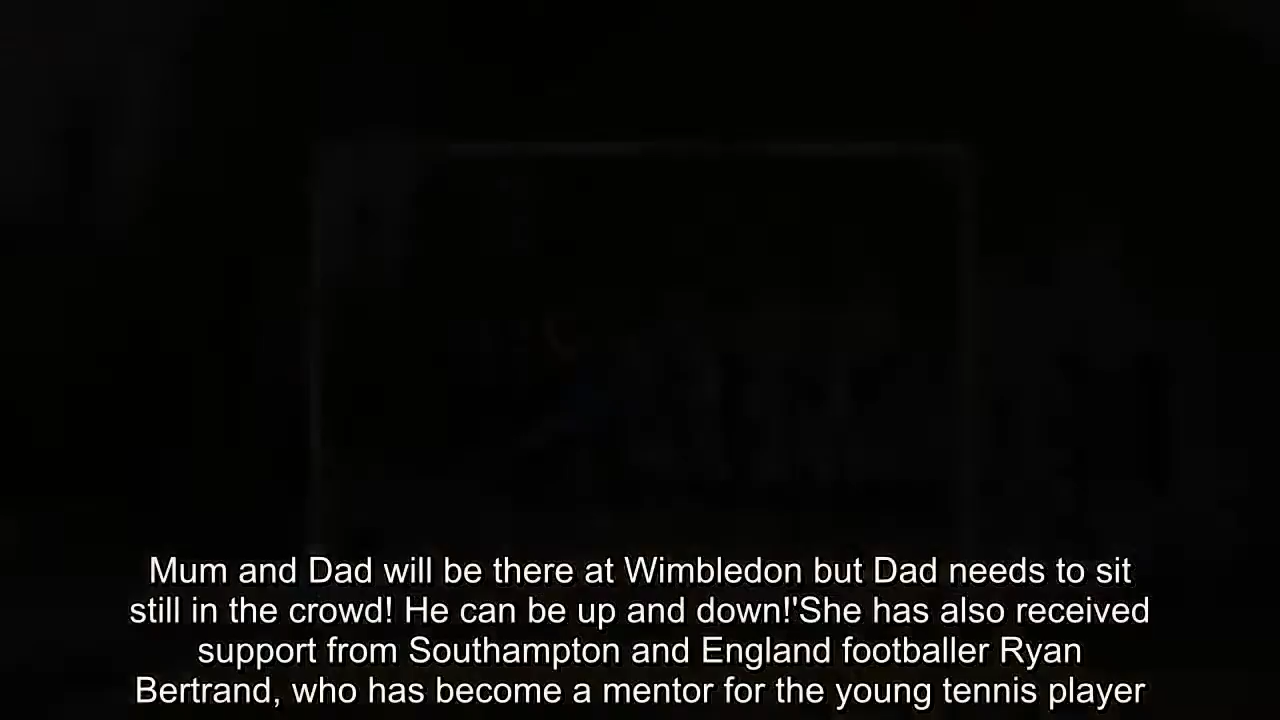 Mum and Dad will be there at Wimbledon but Dad needs to sit
still in the crowd! He can be up and down!'She has also received
support from Southampton and England footballer Ryan
Bertrand, who has become a mentor for the young tennis player